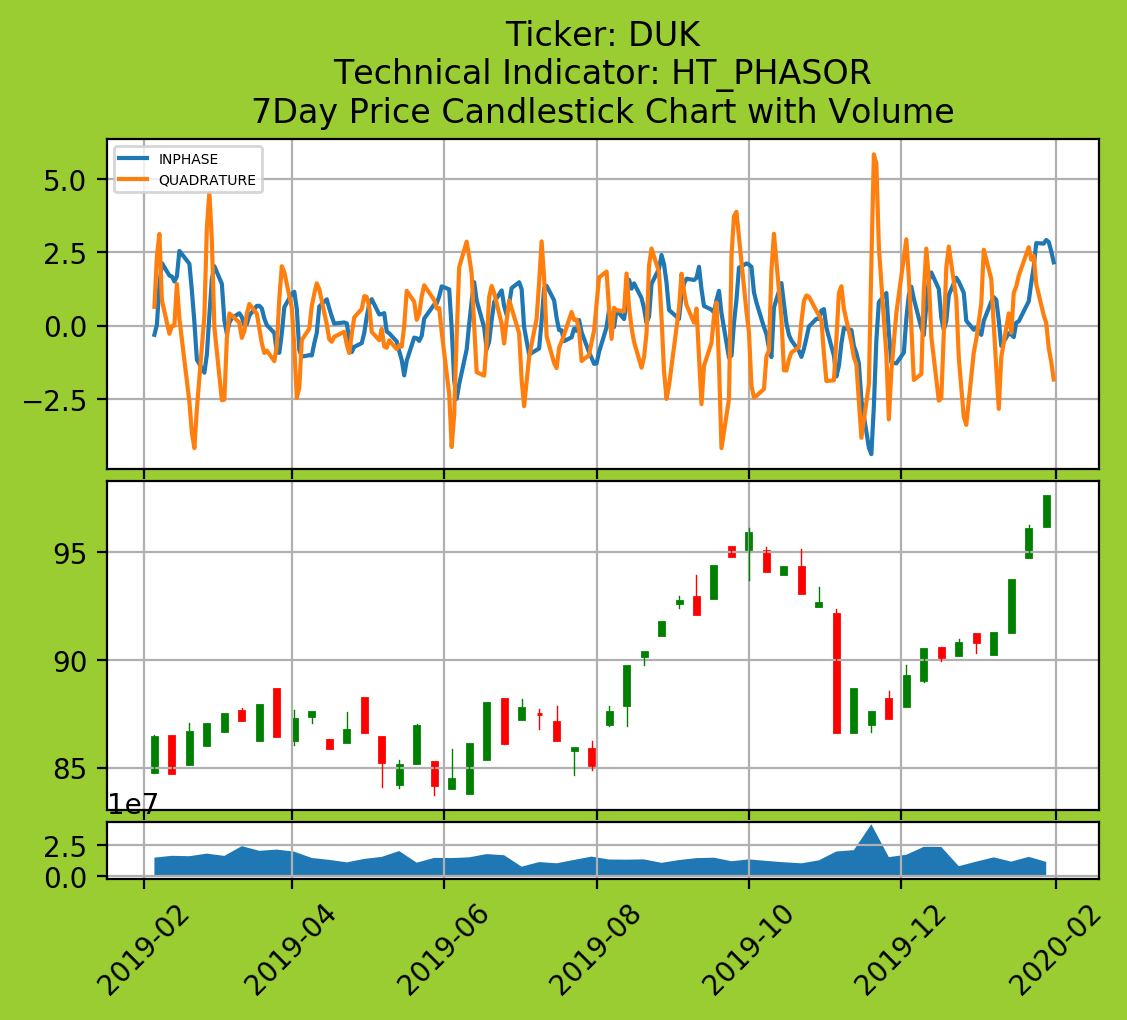 Ticker: DUK
Technical Indicator: HT_PHASOR
7Day Price Candlestick Chart with Volume
INPHASE
QUADRATURE
5.0
2.5
0.0
−2.5
95
90
85
1e7
2.5
0.0
2019-02
2019-04
2019-06
2019-08
2019-10
2019-12
2020-02